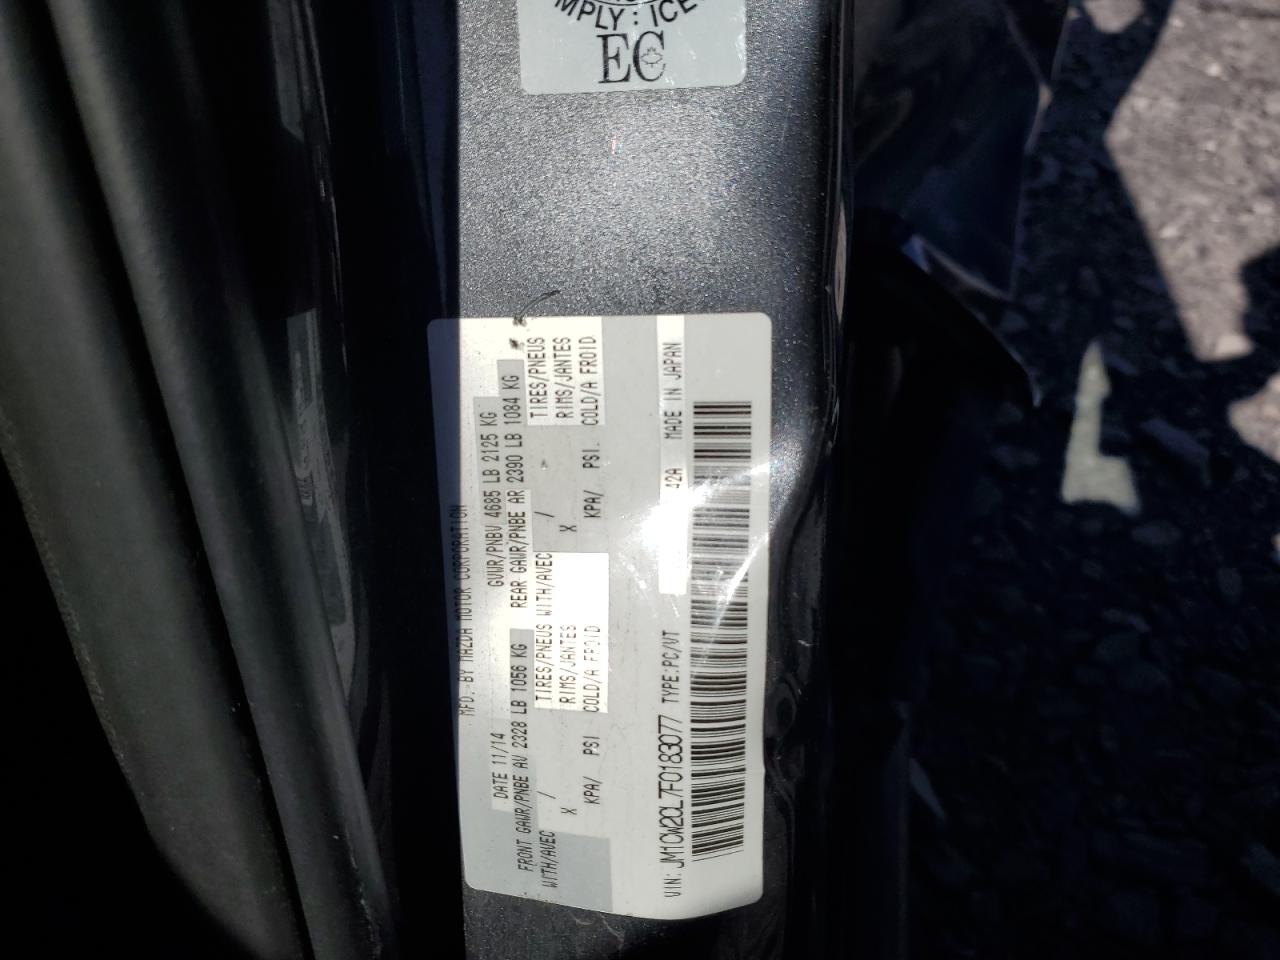 MPLY: ICE
EC
MFD. BY MAZDA MOTOR CORPORATION
DATE 11/14 GVWR/PNBV 4685 LB 2125 KG
FRONT GAWR/PNBE AV 2328 LB 1056 KG REAR GAWR/PNBE AR 2390 LB 1084 KG
WITH/AVEC / TIRES/PNEUS WITH/AVEC / TIRES/PNEUS
X RIMS/JANTES X RIMS/JANTES
KPA/ PSI COLD/A FROID KPA/ PSI. COLD/A FROID
VIN: JM1CW2CL7F0183077 TYPE:PC/VT 42A MADE IN JAPAN